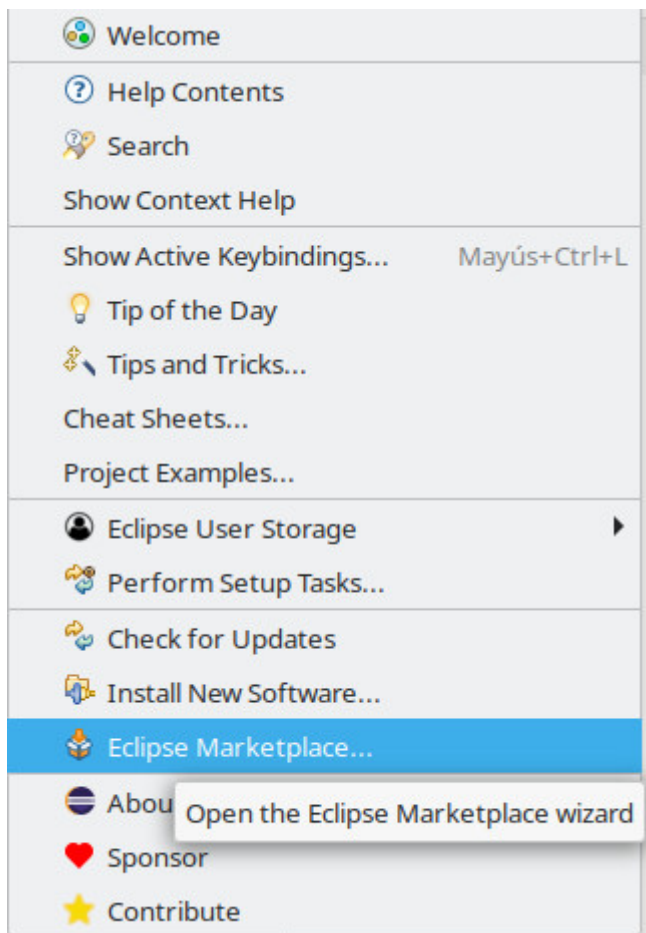 Welcome
Help Contents
Search
Show Context Help
Show Active Keybindings... Mayús+Ctrl+L
Tip of the Day
Tips and Tricks...
Cheat Sheets...
Project Examples...
Eclipse User Storage
Perform Setup Tasks...
Check for Updates
Install New Software...
Eclipse Marketplace...
Abou
Open the Eclipse Marketplace wizard
Sponsor
Contribute